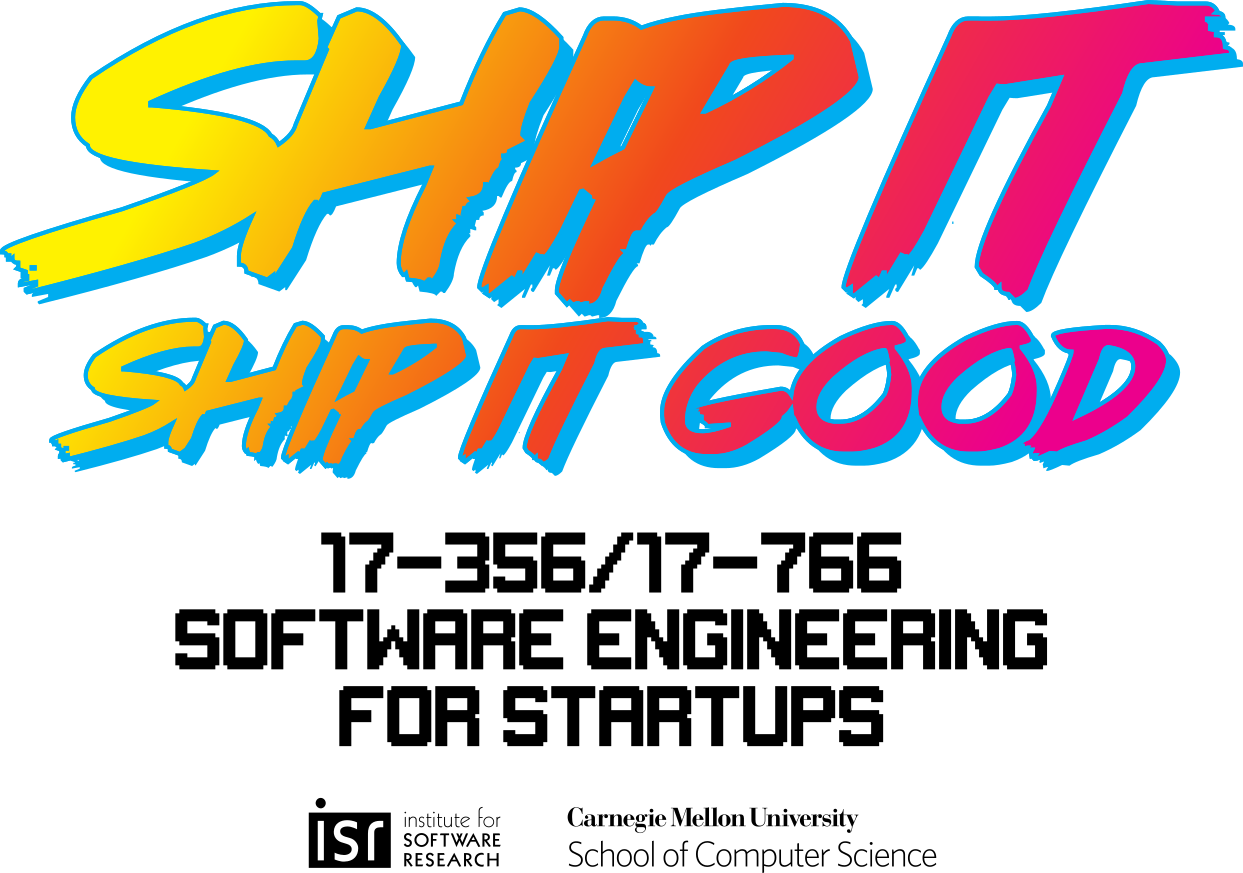 SHIP IT
SHIP IT GOOD
17-356/17-766
SOFTWARE ENGINEERING
FOR STARTUPS
isr
institute for
SOFTWARE
RESEARCH
Carnegie Mellon University
School of Computer Science